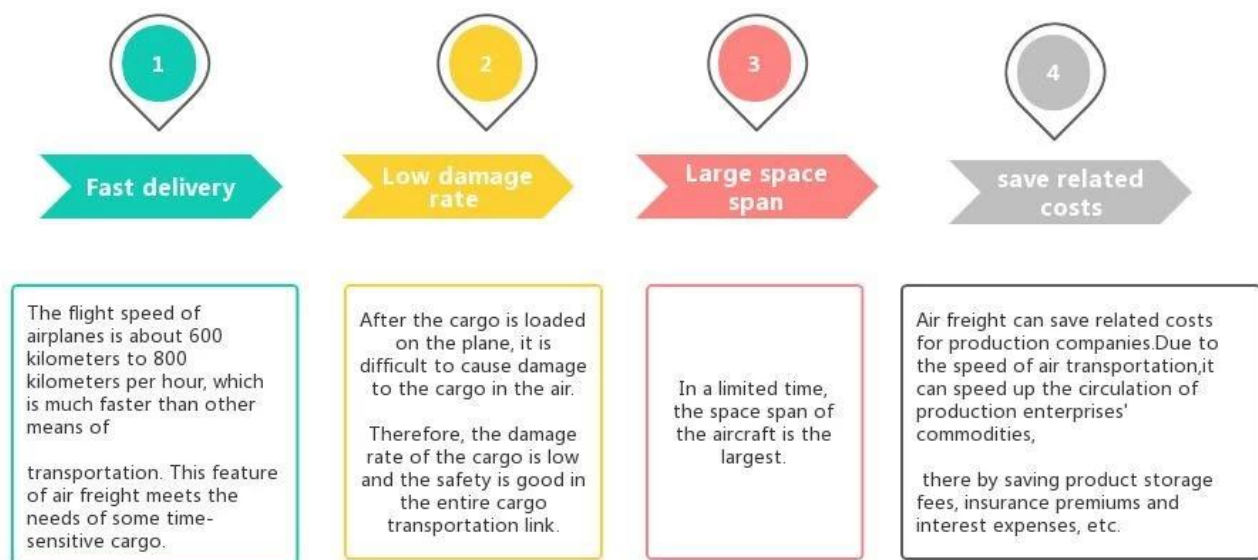 1
Fast delivery
The flight speed of
airplanes is about 600
kilometers to 800
kilometers per hour, which
is much faster than other
means of
transportation. This feature
of air freight meets the
needs of some time-
sensitive cargo.
2
Low damage
rate
After the cargo is loaded
on the plane, it is
difficult to cause damage
to the cargo in the air.
Therefore, the damage
rate of the cargo is low
and the safety is good in
the entire cargo
transportation link.
3
Large space
span
In a limited time,
the space span of
the aircraft is the
largest.
4
save related
costs
Air freight can save related costs
for production companies.Due to
the speed of air transportation,it
can speed up the circulation of
production enterprises'
commodities,
there by saving product storage
fees, insurance premiums and
interest expenses, etc.